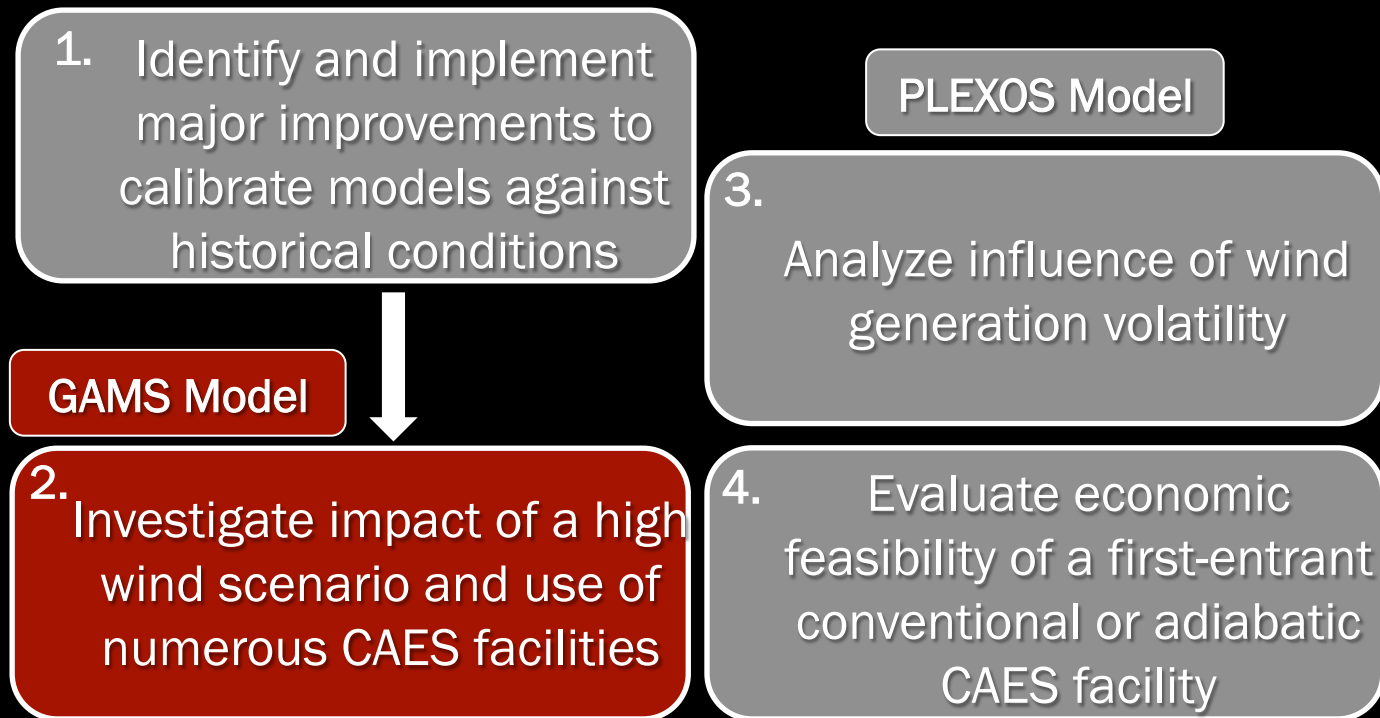 1.
Identify and implement
major improvements to
calibrate models against
historical conditions
GAMS Model
2.
Investigate impact of a high
wind scenario and use of
numerous CAES facilities
PLEXOS Model
3.
Analyze influence of wind
generation volatility
4.
Evaluate economic
feasibility of a first-entrant
conventional or adiabatic
CAES facility